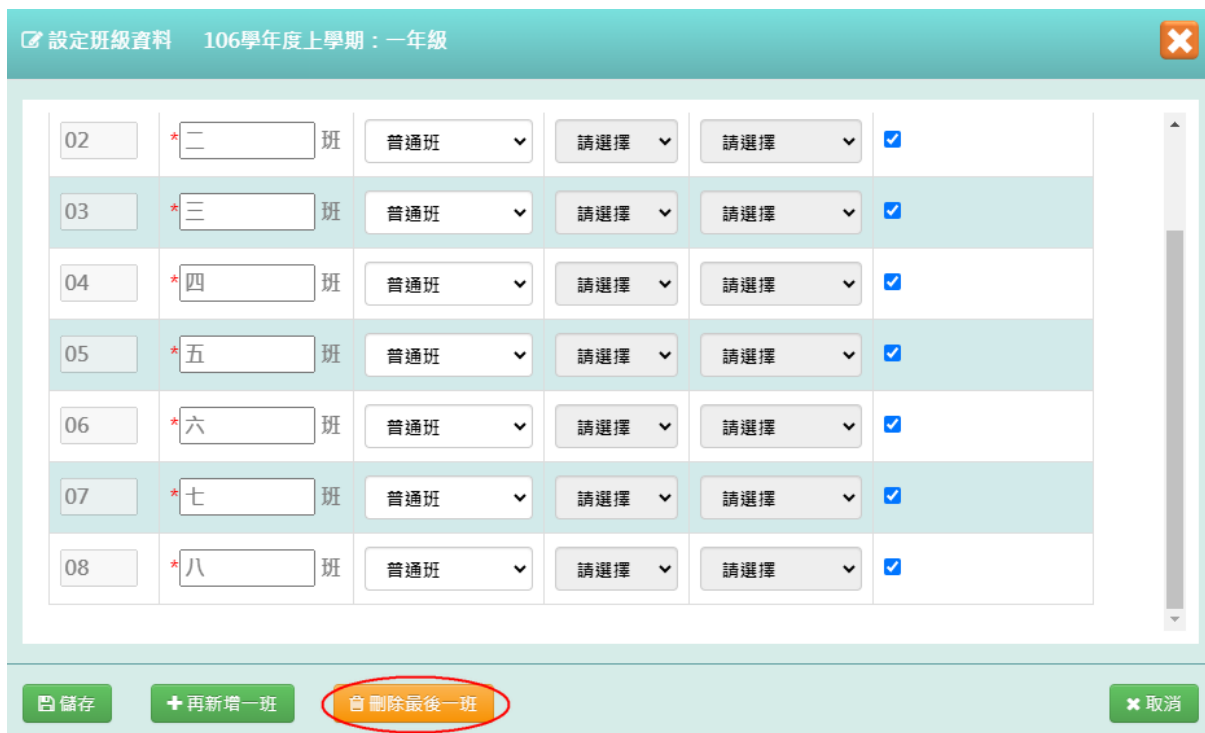 設定班級資料 106學年度上學期：一年級
02 *二 班 普通班 請選擇 請選擇
03 *三 班 普通班 請選擇 請選擇
04 *四 班 普通班 請選擇 請選擇
05 *五 班 普通班 請選擇 請選擇
06 *六 班 普通班 請選擇 請選擇
07 *七 班 普通班 請選擇 請選擇
08 *八 班 普通班 請選擇 請選擇
儲存 再新增一班 刪除最後一班 取消